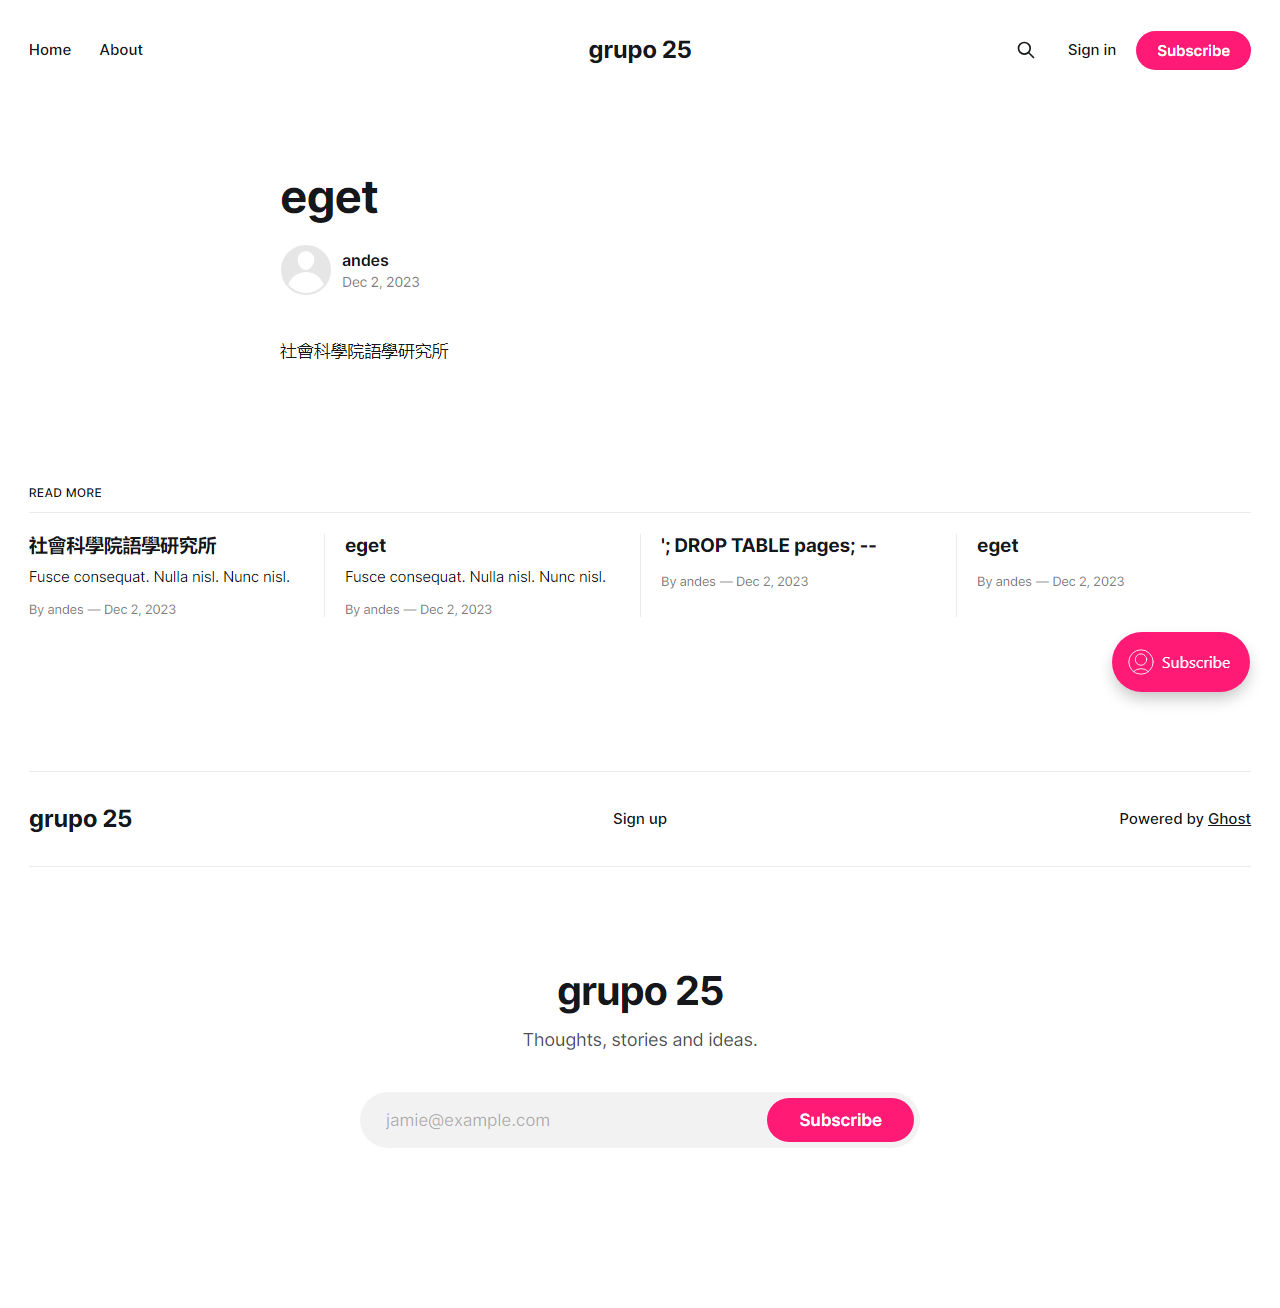 Home About grupo 25 Sign in Subscribe
eget
andes
Dec 2, 2023
社會科學院語學研究所
READ MORE
社會科學院語學研究所
Fusce consequat. Nulla nisl. Nunc nisl.
By andes — Dec 2, 2023
eget
Fusce consequat. Nulla nisl. Nunc nisl.
By andes — Dec 2, 2023
'; DROP TABLE pages; --
By andes — Dec 2, 2023
eget
By andes — Dec 2, 2023
Subscribe
grupo 25 Sign up Powered by Ghost
grupo 25
Thoughts, stories and ideas.
jamie@example.com Subscribe